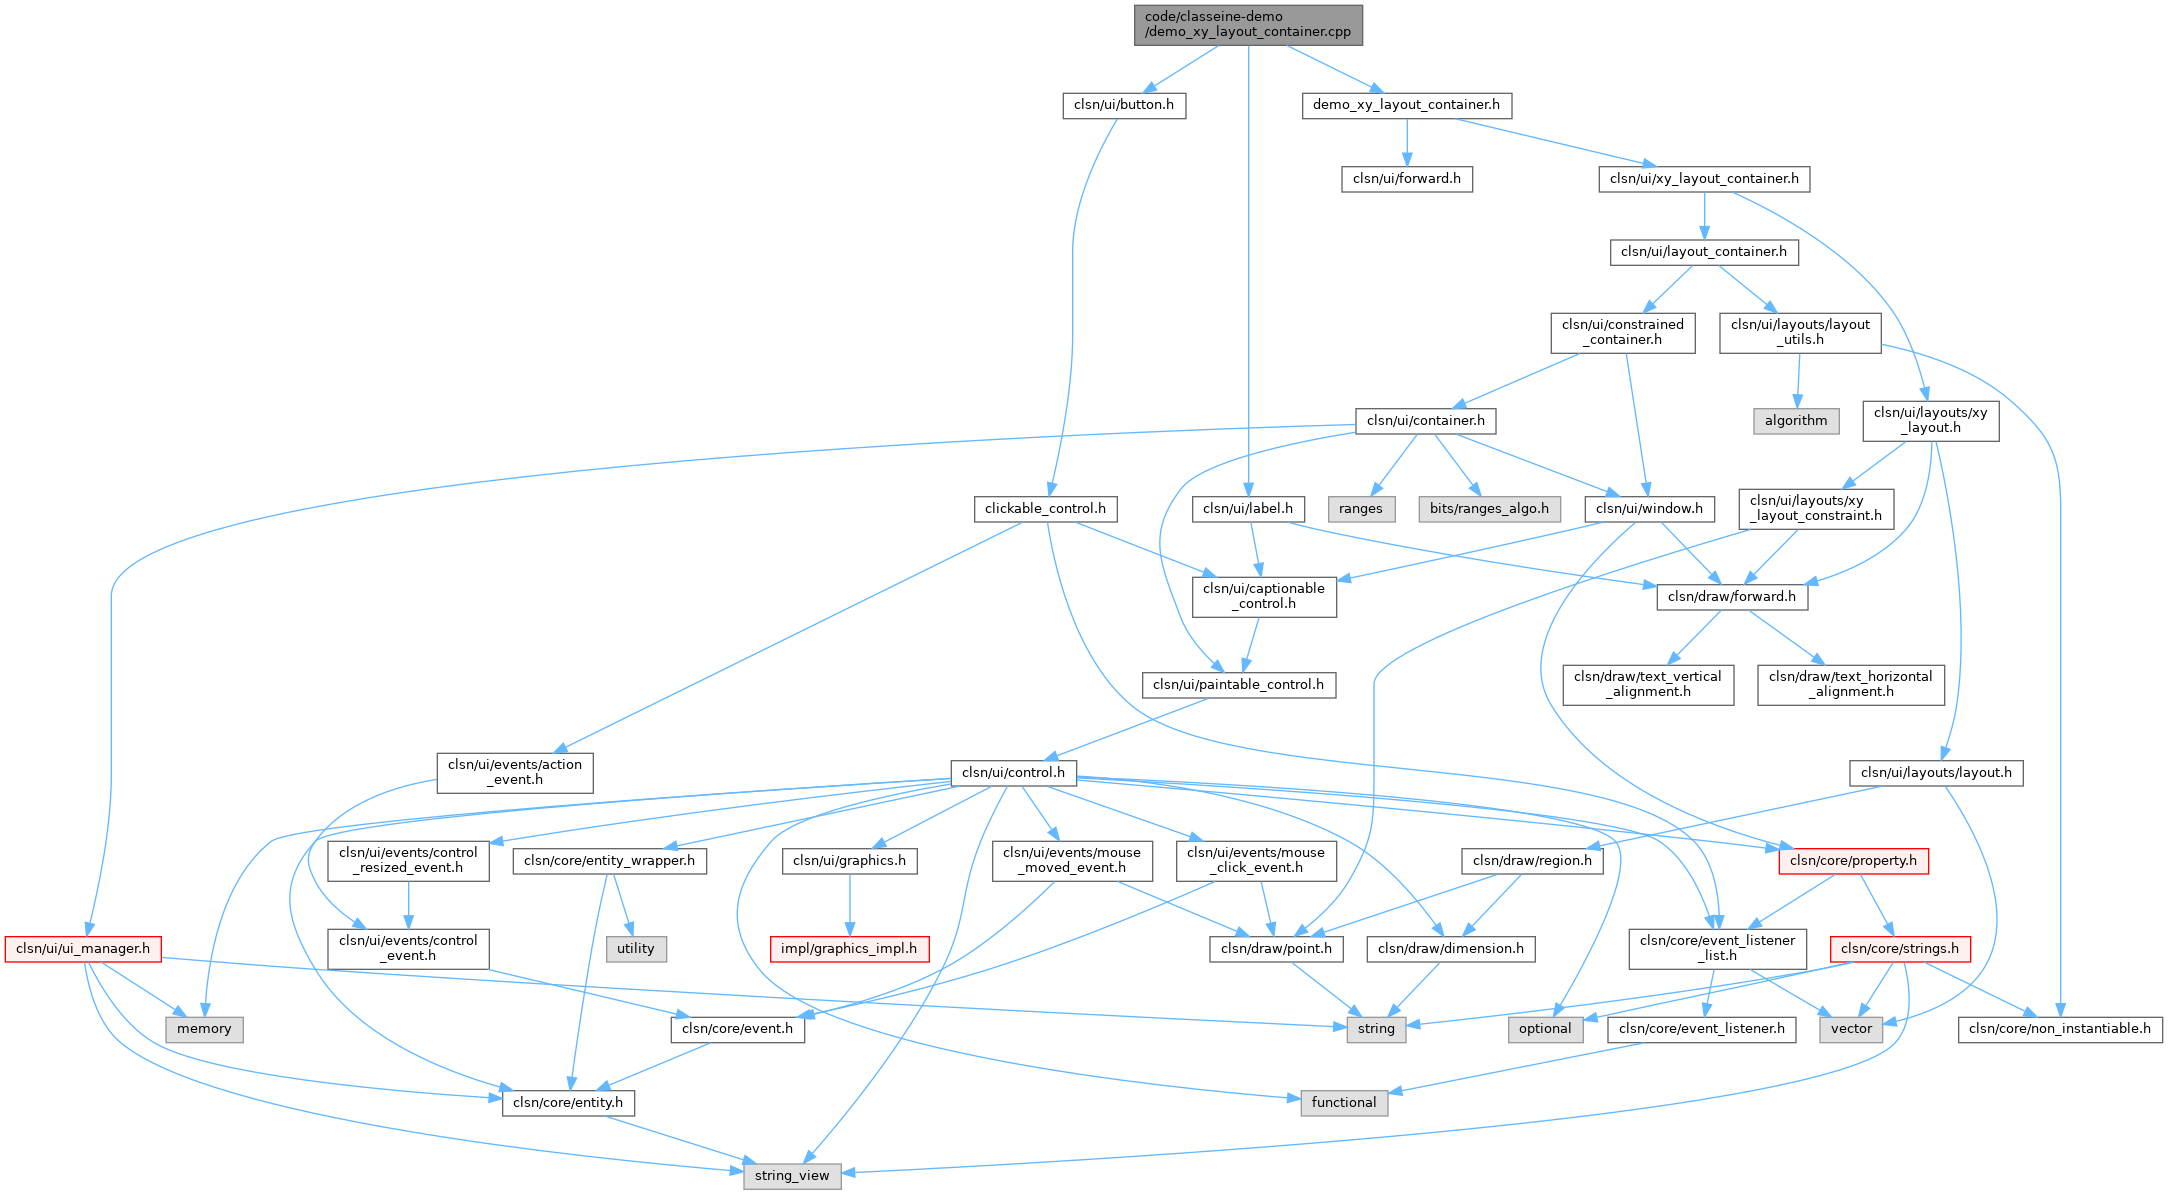 code/classeine-demo
/demo_xy_layout_container.cpp
clsn/ui/button.h
demo_xy_layout_container.h
clsn/ui/forward.h
clsn/ui/xy_layout_container.h
clsn/ui/layout_container.h
clsn/ui/constrained
_container.h
clsn/ui/layouts/layout
_utils.h
clsn/ui/container.h
algorithm
clsn/ui/layouts/xy
_layout.h
clickable_control.h
clsn/ui/label.h
ranges
bits/ranges_algo.h
clsn/ui/window.h
clsn/ui/layouts/xy
_layout_constraint.h
clsn/ui/captionable
_control.h
clsn/draw/forward.h
clsn/ui/paintable_control.h
clsn/draw/text_vertical
_alignment.h
clsn/draw/text_horizontal
_alignment.h
clsn/ui/events/action
_event.h
clsn/ui/control.h
clsn/ui/layouts/layout.h
clsn/ui/events/control
_resized_event.h
clsn/core/entity_wrapper.h
clsn/ui/graphics.h
clsn/ui/events/mouse
_moved_event.h
clsn/ui/events/mouse
_click_event.h
clsn/draw/region.h
clsn/core/property.h
clsn/ui/ui_manager.h
clsn/ui/events/control
_event.h
utility
impl/graphics_impl.h
clsn/draw/point.h
clsn/draw/dimension.h
clsn/core/event_listener
_list.h
clsn/core/strings.h
memory
clsn/core/event.h
string
optional
clsn/core/event_listener.h
vector
clsn/core/non_instantiable.h
clsn/core/entity.h
functional
string_view